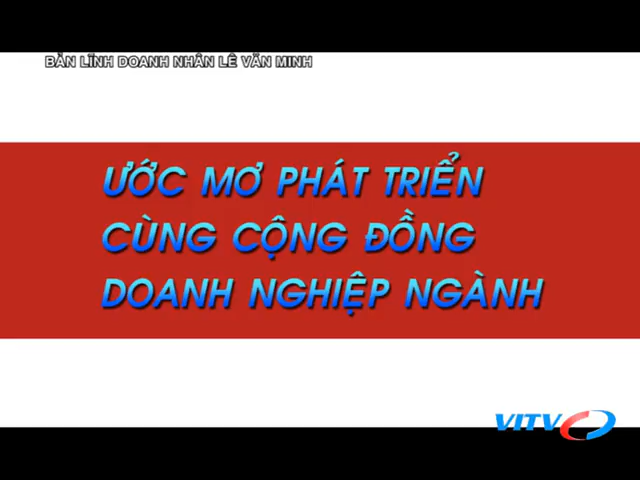 BẢN LĨNH DOANH NHÂN LÊ VĂN MINH
ƯỚC MƠ PHÁT TRIỂN
CÙNG CỘNG ĐỒNG
DOANH NGHIỆP NGÀNH
VITV